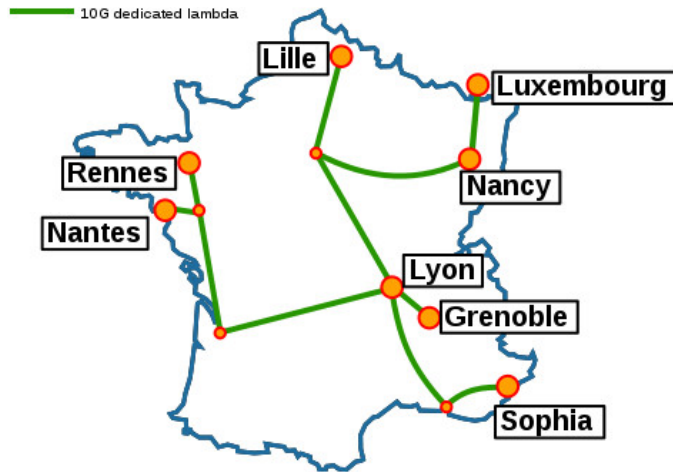 10G dedicated lambda
Lille
Luxembourg
Rennes
Nancy
Nantes
Lyon
Grenoble
Sophia